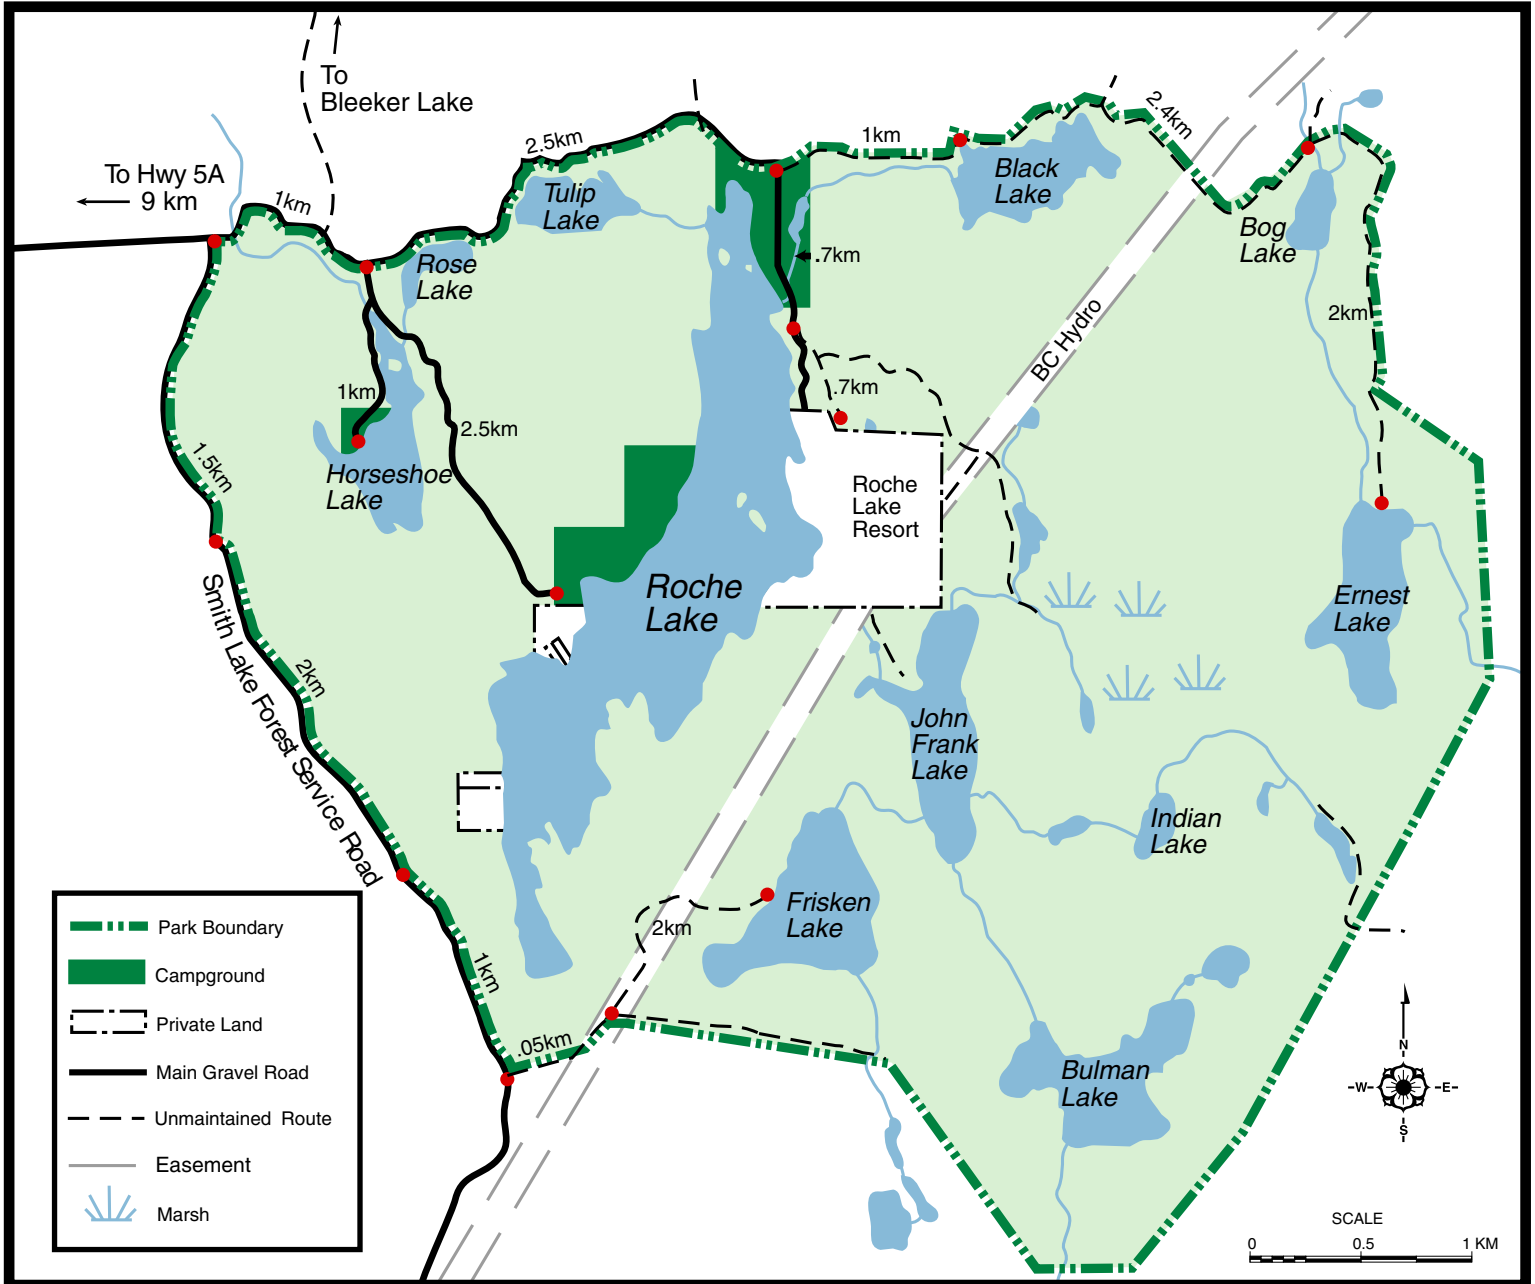 To
Bleeker Lake
To Hwy 5A
9 km
1km
2.5km
1km
2.4km
Tulip
Lake
Black
Lake
Rose
Lake
.7km
Bog
Lake
2km
BC Hydro
1km
.7km
2.5km
1.5km
Horseshoe
Lake
Roche
Lake
Resort
Roche
Lake
Ernest
Lake
Smith Lake Forest Service Road
2km
John
Frank
Lake
Indian
Lake
Frisken
Lake
2km
1km
.05km
Bulman
Lake
Park Boundary
Campground
Private Land
Main Gravel Road
Unmaintained Route
Easement
Marsh
N
W
E
S
SCALE
0 0.5 1 KM